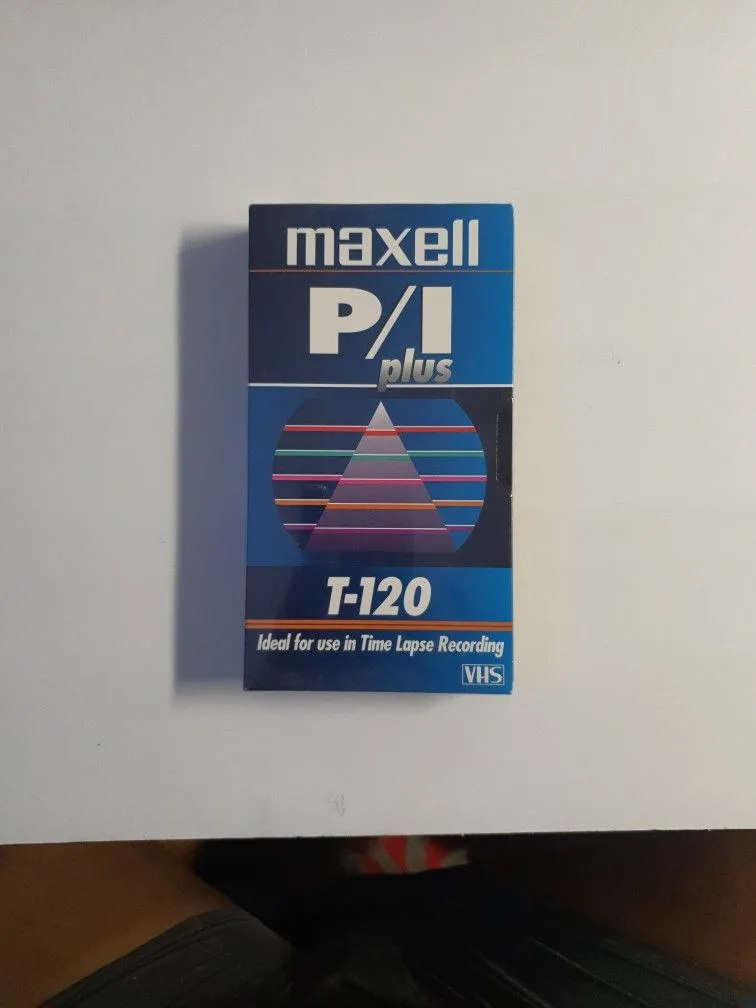 maxell
P/I
plus
T-120
Ideal for use in Time Lapse Recording
VHS